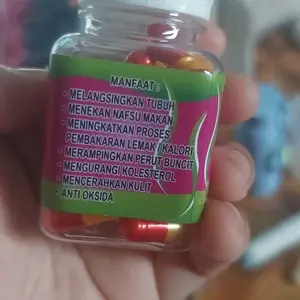 MANFAAT :
• MELANGSINGKAN TUBUH
• MENEKAN NAFSU MAKAN
• MENINGKATKAN PROSES
PEMBAKARAN LEMAK / KALORI
• MERAMPINGKAN PERUT BUNCIT
• MENGURANGI KOLESTEROL
• MENCERAHKAN KULIT
• ANTI OKSIDA